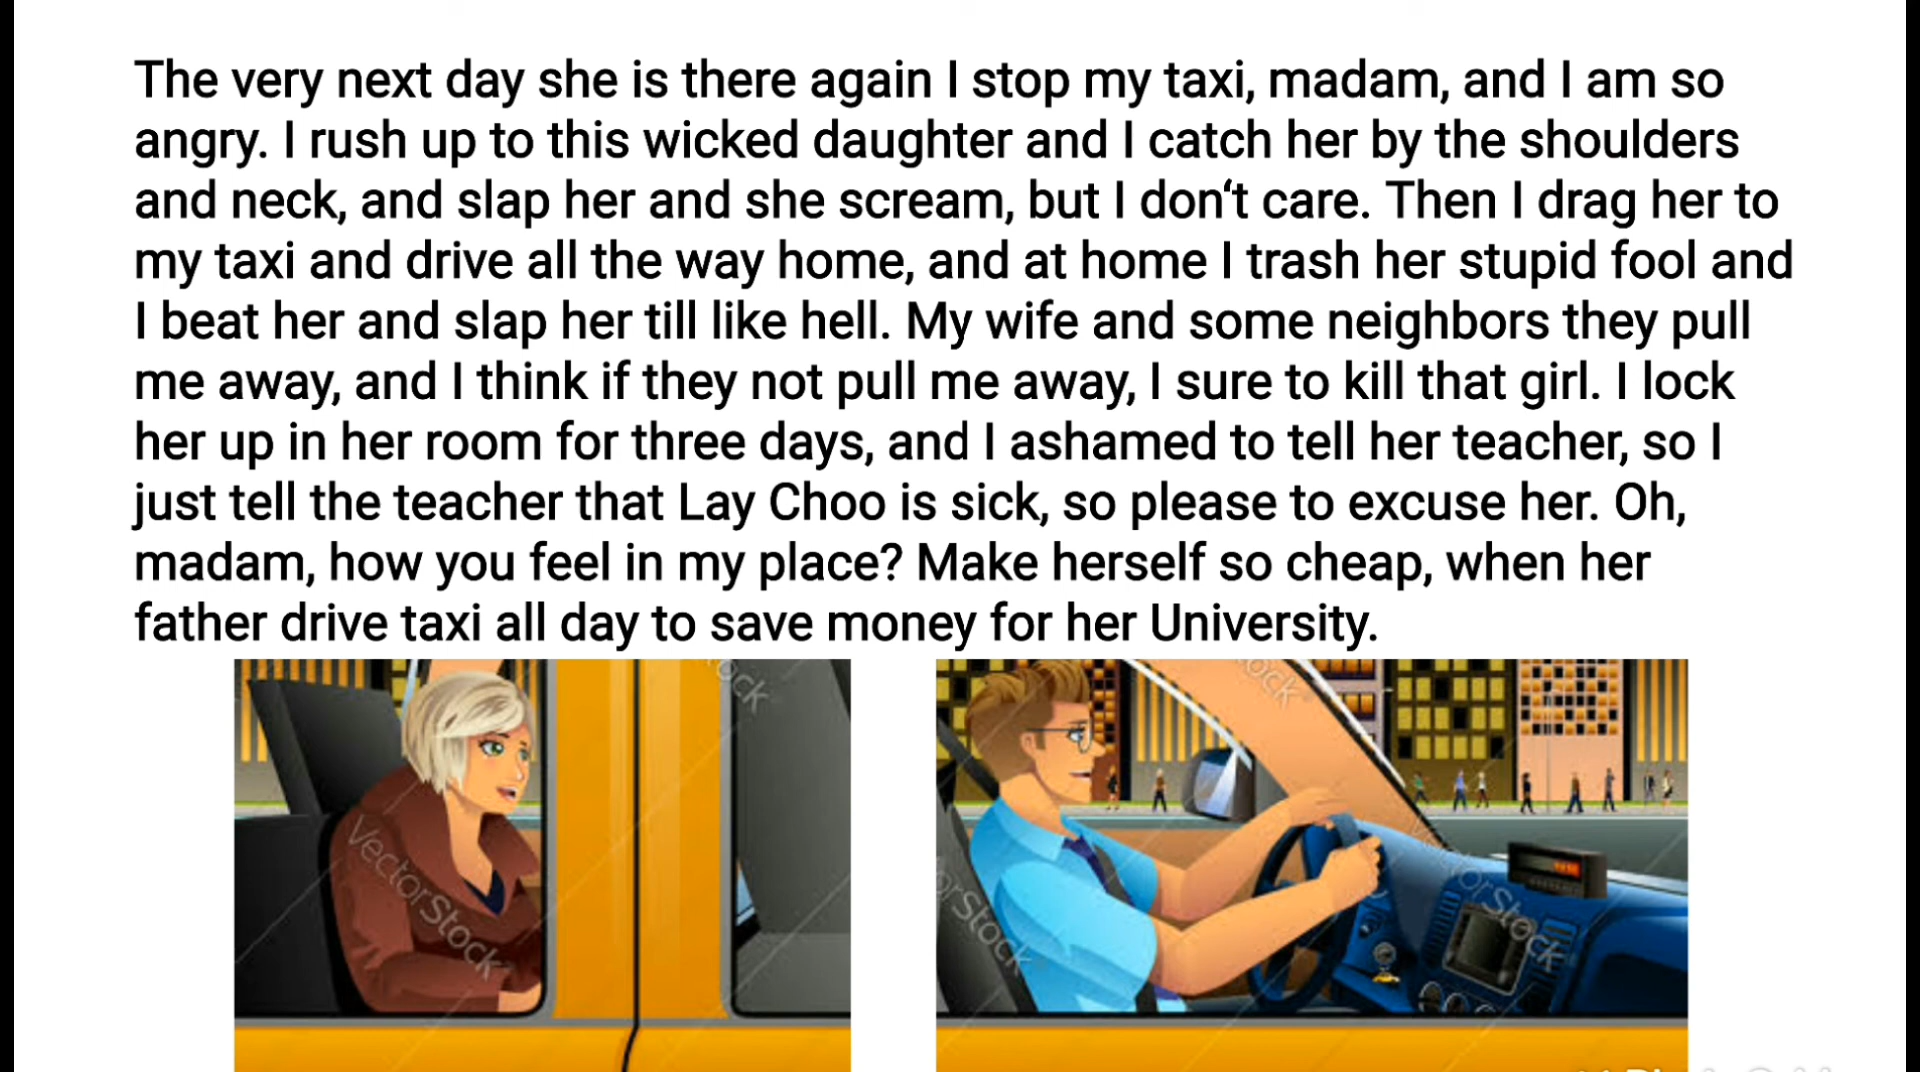 The very next day she is there again I stop my taxi, madam, and I am so
angry. I rush up to this wicked daughter and I catch her by the shoulders
and neck, and slap her and she scream, but I don‘t care. Then I drag her to
my taxi and drive all the way home, and at home I trash her stupid fool and
I beat her and slap her till like hell. My wife and some neighbors they pull
me away, and I think if they not pull me away, I sure to kill that girl. I lock
her up in her room for three days, and I ashamed to tell her teacher, so I
just tell the teacher that Lay Choo is sick, so please to excuse her. Oh,
madam, how you feel in my place? Make herself so cheap, when her
father drive taxi all day to save money for her University.
VectorStock
VectorStock